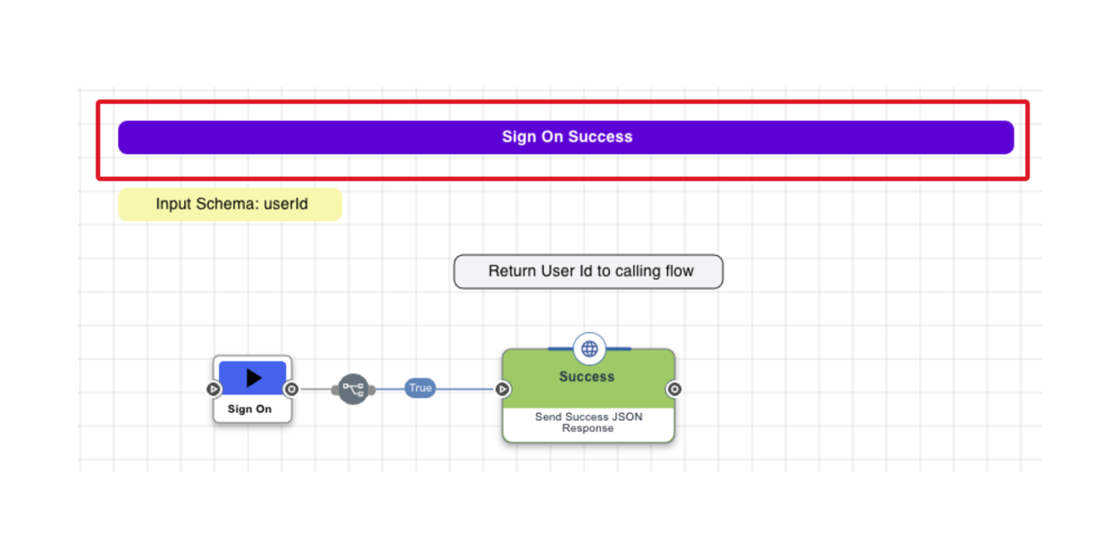 Sign On Success
Input Schema: userId
Return User Id to calling flow
Sign On
True
Success
Send Success JSON
Response